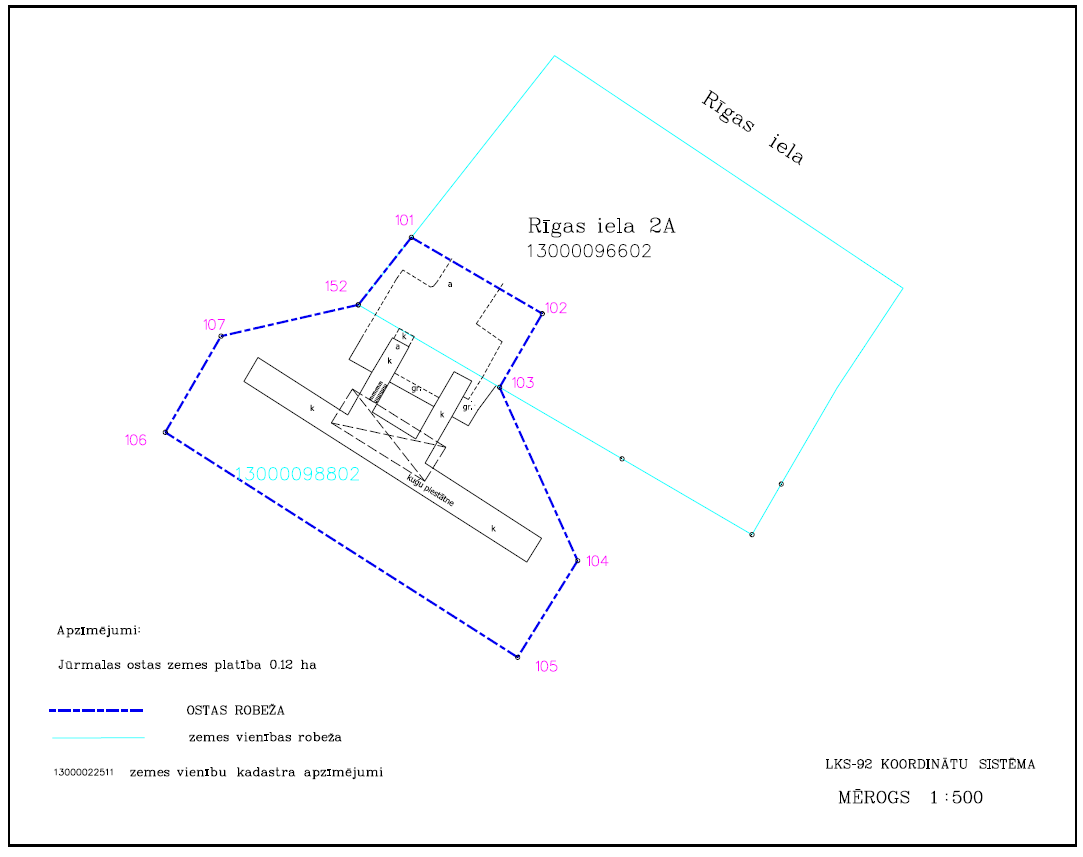 Rīgas iela
101
Rīgas iela 2A
13000096602
152
a
102
107
k
a
k
103
gr.
gr.
k
k
106
13000098802
kuģu piestātne
k
104
105
Apzīmējumi:
Jūrmalas ostas zemes platība 0.12 ha
OSTAS ROBEŽA
zemes vienības robeža
13000022511 zemes vienību kadastra apzīmējumi
LKS-92 KOORDINĀTU SISTĒMA
MĒROGS 1:500